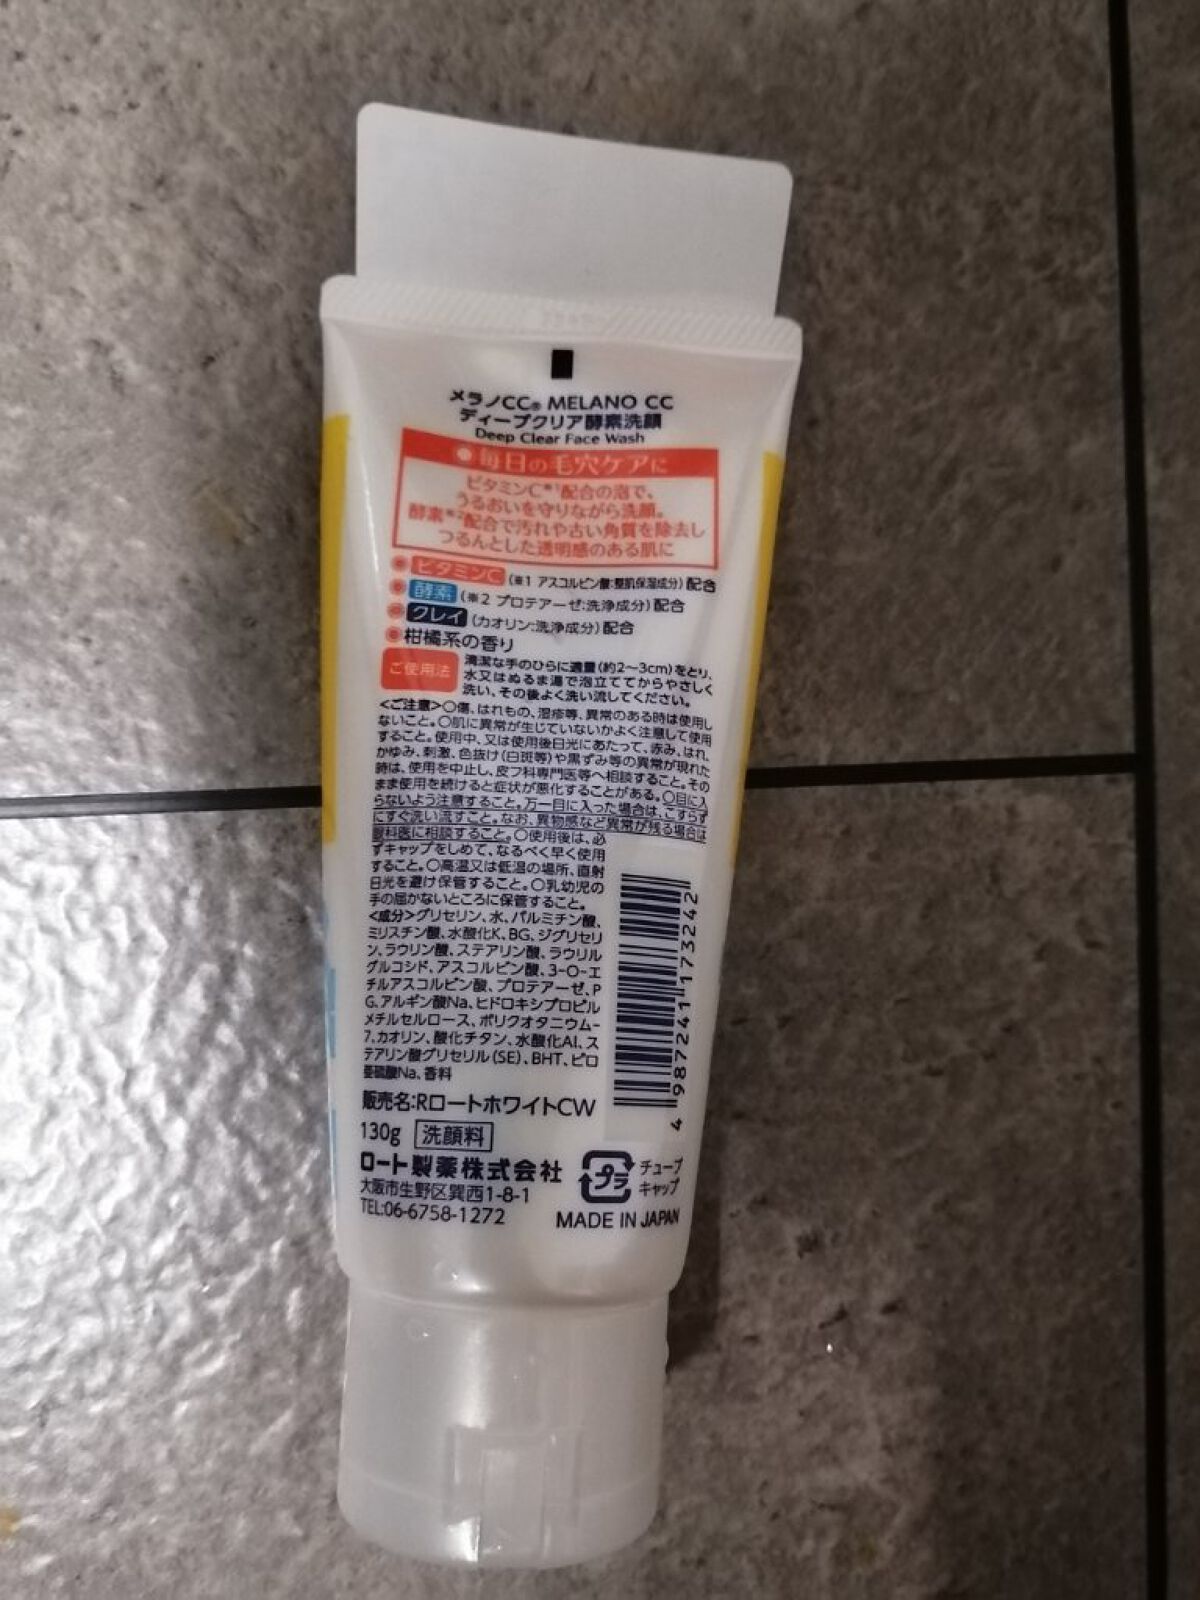 メラノCC® MELANO CC
ディープクリア酵素洗顔
Deep Clear Face Wash
毎日の毛穴ケアに
ビタミンC※1配合の泡で、
うるおいを守りながら洗顔。
酵素※2配合で汚れや古い角質を除去し
つるんとした透明感のある肌に
ビタミンC(※1 アスコルビン酸:整肌保湿成分)配合
酵素(※2 プロテアーゼ:洗浄成分)配合
クレイ(カオリン:洗浄成分)配合
柑橘系の香り
ご使用法
清潔な手のひらに適量(約2~3cm)をとり、
水又はぬるま湯で泡立ててからやさしく
洗い、その後よく洗い流してください。
<ご注意>○傷、はれもの、湿疹等、異常のある時は使用し
ないこと。○肌に異常が生じていないかよく注意して使用
すること。使用中、又は使用後日光にあたって、赤み、はれ、
かゆみ、刺激、色抜け(白斑等)や黒ずみ等の異常が現れた
時は、使用を中止し、皮フ科専門医等へ相談すること。その
まま使用を続けると症状が悪化することがある。○目に入
らないよう注意すること。万一目に入った場合は、こすらず
にすぐ洗い流すこと。なお、異物感など異常が残る場合は
眼科医に相談すること。○使用後は、必
ずキャップをしめて、なるべく早く使用
すること。○高温又は低温の場所、直射
日光を避け保管すること。○乳幼児の
手の届かないところに保管すること。
<成分>グリセリン、水、パルミチン酸、
ミリスチン酸、水酸化K、BG、ジグリセリ
ン、ラウリン酸、ステアリン酸、ラウリル
グルコシド、アスコルビン酸、3-O-エ
チルアスコルビン酸、プロテアーゼ、P
G、アルギン酸Na、ヒドロキシプロピル
メチルセルロース、ポリクオタニウム-
7、カオリン、酸化チタン、水酸化Al、ス
テアリン酸グリセリル(SE)、BHT、ピロ
亜硫酸Na、香料
4 987241 173242
販売名:RロートホワイトCW
130g 洗顔料
ロート製薬株式会社
大阪市生野区巽西1-8-1
TEL:06-6758-1272
プラ
チューブ
キャップ
MADE IN JAPAN